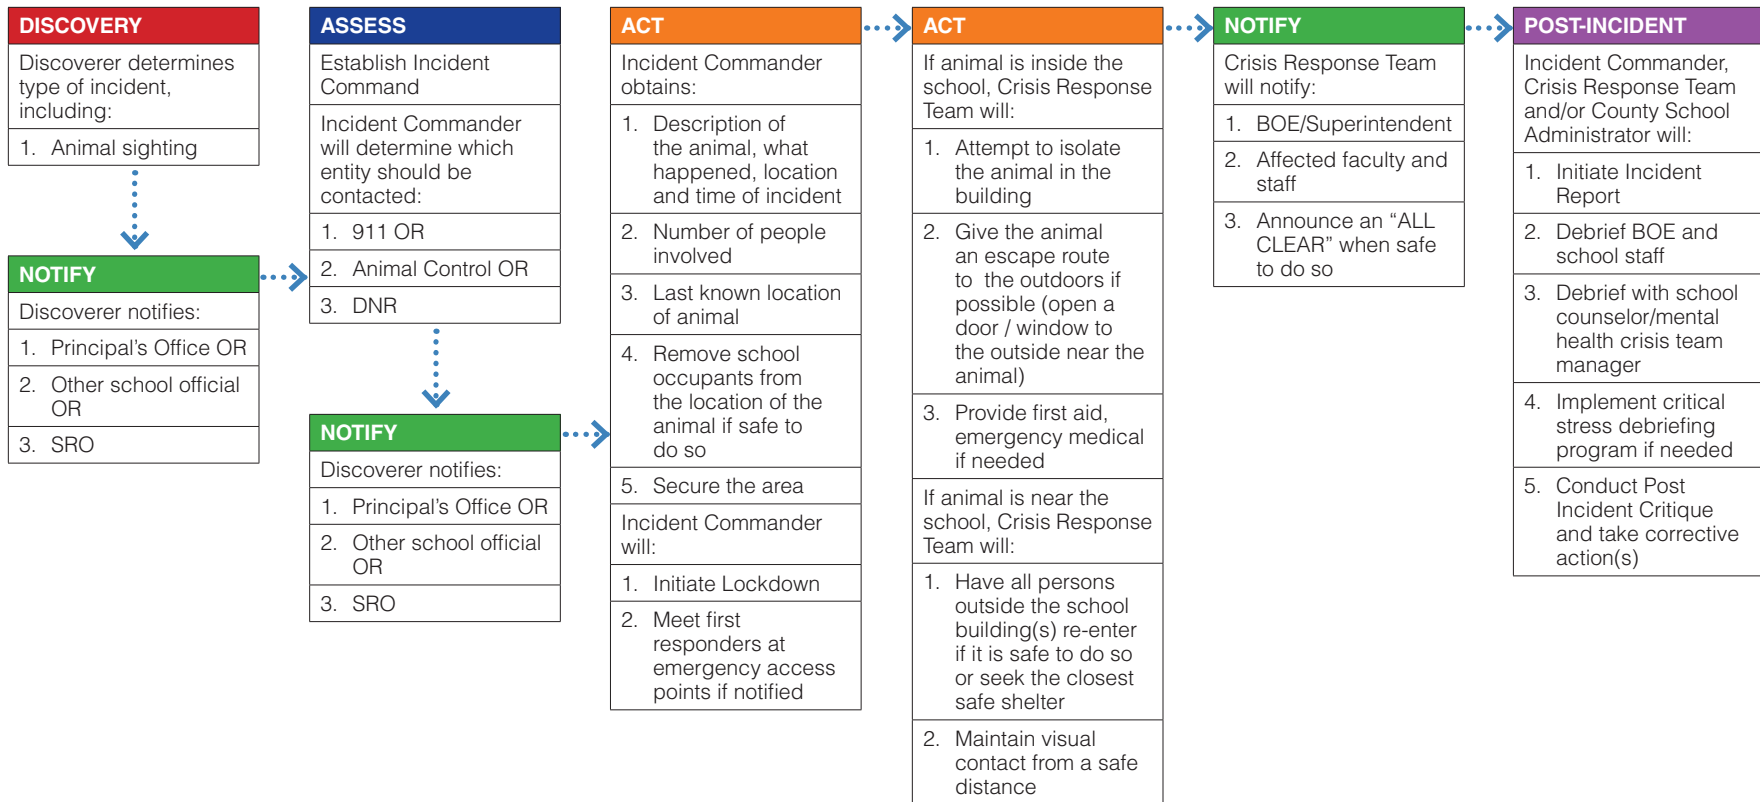 DISCOVERY
Discoverer determines
type of incident,
including:
1. Animal sighting
NOTIFY
Discoverer notifies:
1. Principal's Office OR
2. Other school official
OR
3. SRO
ASSESS
Establish Incident
Command
Incident Commander
will determine which
entity should be
contacted:
1. 911 OR
2. Animal Control OR
3. DNR
NOTIFY
Discoverer notifies:
1. Principal's Office OR
2. Other school official
OR
3. SRO
ACT
Incident Commander
obtains:
1. Description of
the animal, what
happened, location
and time of incident
2. Number of people
involved
3. Last known location
of animal
4. Remove school
occupants from
the location of the
animal if safe to
do so
5. Secure the area
Incident Commander
will:
1. Initiate Lockdown
2. Meet first
responders at
emergency access
points if notified
ACT
If animal is inside the
school, Crisis Response
Team will:
1. Attempt to isolate
the animal in the
building
2. Give the animal
an escape route
to the outdoors if
possible (open a
door / window to
the outside near the
animal)
3. Provide first aid,
emergency medical
if needed
If animal is near the
school, Crisis Response
Team will:
1. Have all persons
outside the school
building(s) re-enter
if it is safe to do so
or seek the closest
safe shelter
2. Maintain visual
contact from a safe
distance
NOTIFY
Crisis Response Team
will notify:
1. BOE/Superintendent
2. Affected faculty and
staff
3. Announce an “ALL
CLEAR” when safe
to do so
POST-INCIDENT
Incident Commander,
Crisis Response Team
and/or County School
Administrator will:
1. Initiate Incident
Report
2. Debrief BOE and
school staff
3. Debrief with school
counselor/mental
health crisis team
manager
4. Implement critical
stress debriefing
program if needed
5. Conduct Post
Incident Critique
and take corrective
action(s)